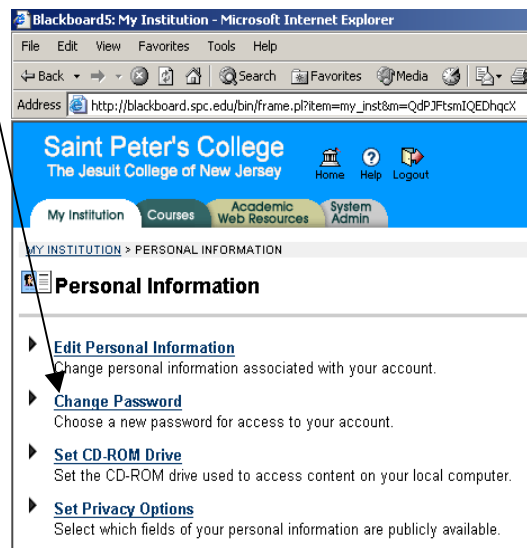 Blackboard5: My Institution - Microsoft Internet Explorer
File Edit View Favorites Tools Help
Back Search Favorites Media
Address http://blackboard.spc.edu/bin/frame.pl?item=my_inst&m=QdPJFtsmIQEDhqcX
Saint Peter's College
The Jesuit College of New Jersey
Home Help Logout
My Institution Courses Academic Web Resources System Admin
MY INSTITUTION > PERSONAL INFORMATION
Personal Information
Edit Personal Information
Change personal information associated with your account.
Change Password
Choose a new password for access to your account.
Set CD-ROM Drive
Set the CD-ROM drive used to access content on your local computer.
Set Privacy Options
Select which fields of your personal information are publicly available.